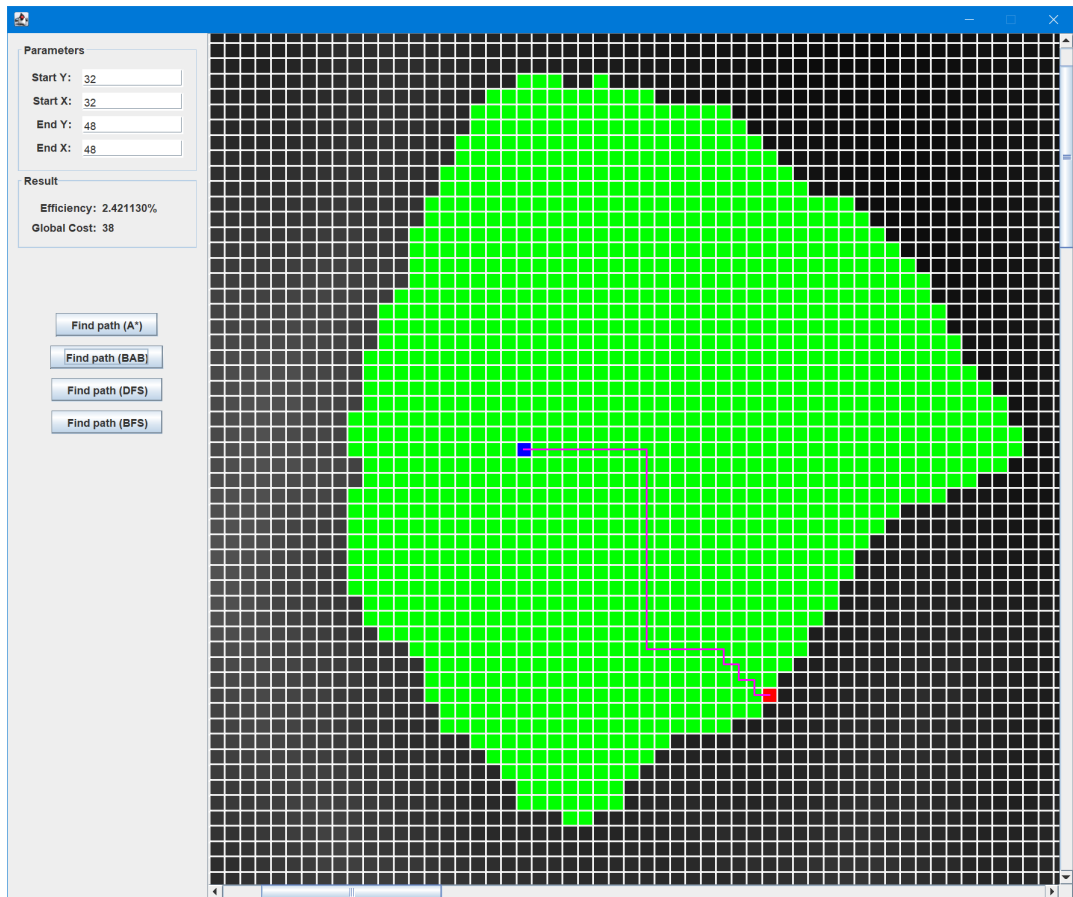 Parameters
Start Y: 32
Start X: 32
End Y: 48
End X: 48
Result
Efficiency: 2.421130%
Global Cost: 38
Find path (A*)
Find path (BAB)
Find path (DFS)
Find path (BFS)